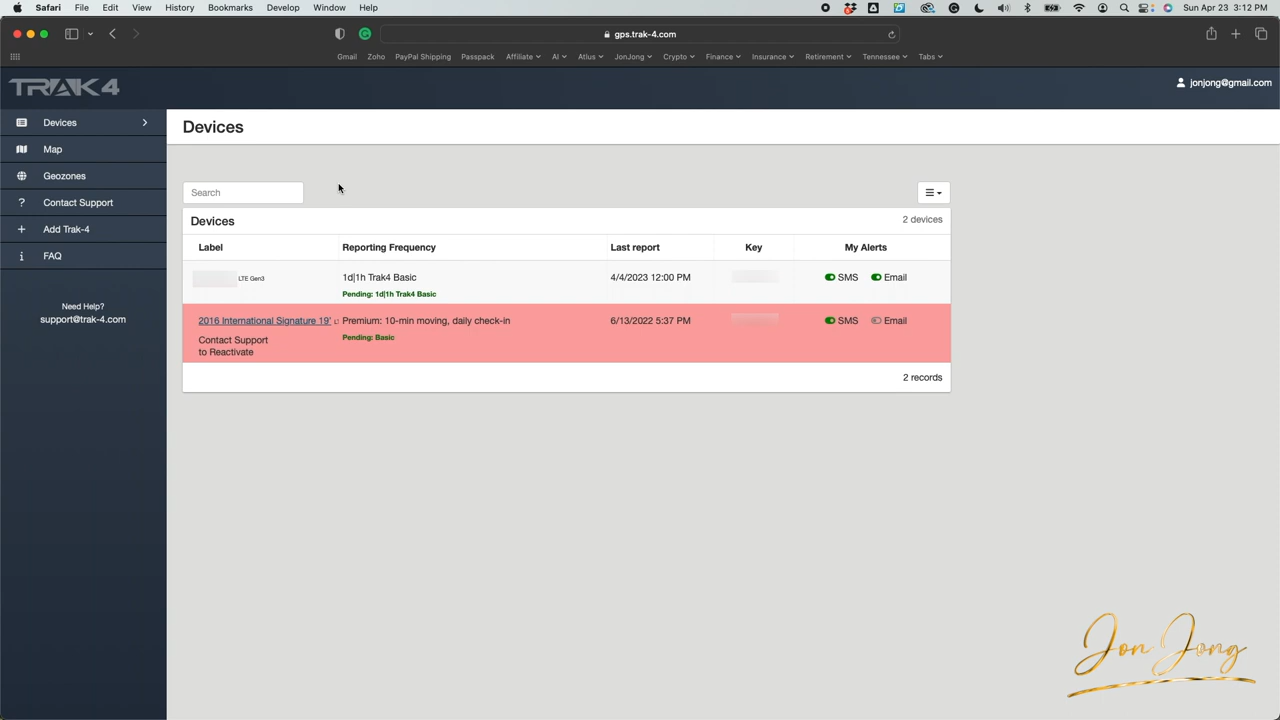 Safari File Edit View History Bookmarks Develop Window Help Sun Apr 23 3:12 PM
gps.trak-4.com
Gmail Zoho PayPal Shipping Passpack Affiliate AI Atlus JonJong Crypto Finance Insurance Retirement Tennessee Tabs
TRAK4
jonjong@gmail.com
Devices
Map
Geozones
? Contact Support
+ Add Trak-4
i FAQ
Need Help?
support@trak-4.com
Devices
Search
Devices 2 devices
Label Reporting Frequency Last report Key My Alerts
LTE Gen3 1d|1h Trak4 Basic 4/4/2023 12:00 PM SMS Email
Pending: 1d|1h Trak4 Basic
2016 International Signature 19' Premium: 10-min moving, daily check-in 6/13/2022 5:37 PM SMS Email
Pending: Basic
Contact Support
to Reactivate
2 records
Jon Jong